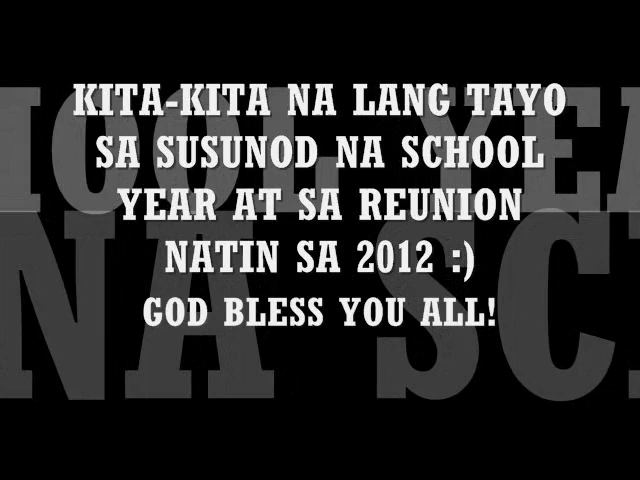 KITA-KITA NA LANG TAYO
SA SUSUNOD NA SCHOOL
YEAR AT SA REUNION
NATIN SA 2012 :)
GOD BLESS YOU ALL!